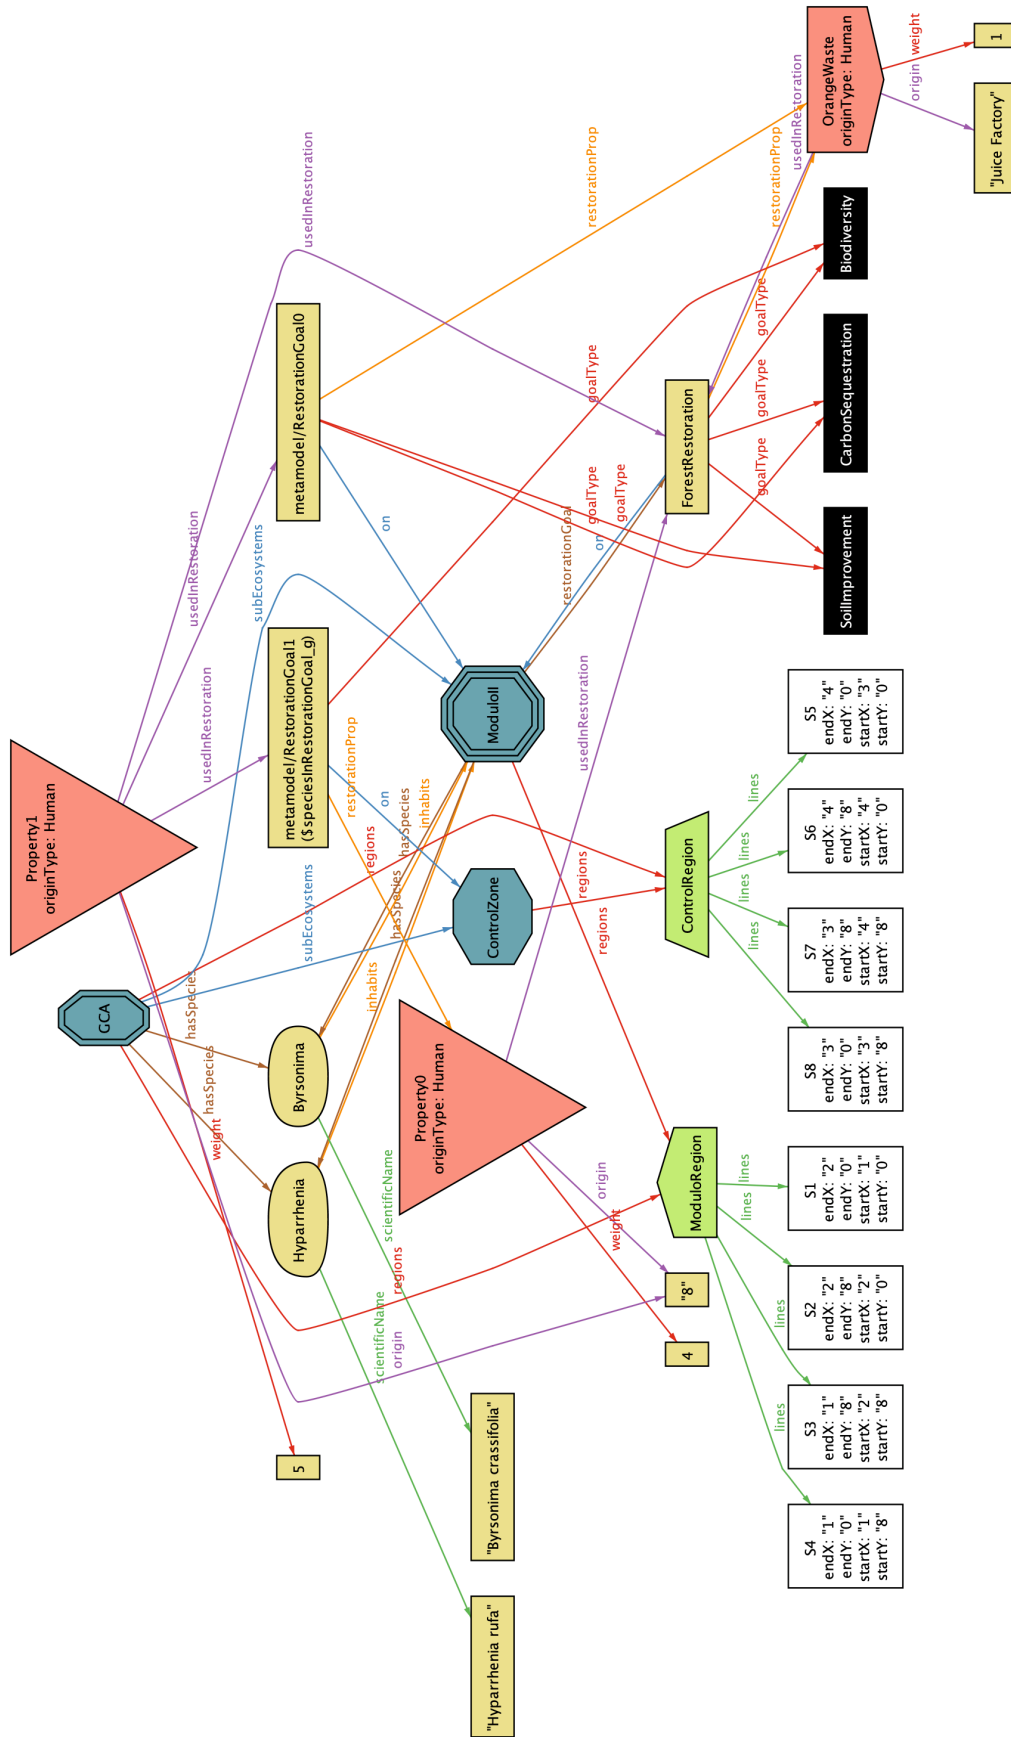 Property1
originType: Human
GCA
metamodel/RestorationGoal0
metamodel/RestorationGoal1
($speciesInRestorationGoal_g)
Hyparrhenia
Byrsonima
5
Property0
originType: Human
ControlZone
ModuloII
"Hyparrhenia rufa"
"Byrsonima crassifolia"
4
"8"
ModuloRegion
ControlRegion
ForestRestoration
OrangeWaste
originType: Human
S4
endX: "1"
endY: "0"
startX: "1"
startY: "8"
S3
endX: "1"
endY: "8"
startX: "2"
startY: "8"
S2
endX: "2"
endY: "8"
startX: "2"
startY: "0"
S1
endX: "2"
endY: "0"
startX: "1"
startY: "0"
S8
endX: "3"
endY: "0"
startX: "3"
startY: "8"
S7
endX: "3"
endY: "8"
startX: "4"
startY: "8"
S6
endX: "4"
endY: "8"
startX: "4"
startY: "0"
S5
endX: "4"
endY: "0"
startX: "3"
startY: "0"
SoilImprovement
CarbonSequestration
Biodiversity
"Juice Factory"
1
weight
hasSpecies
hasSpecies
subEcosystems
subEcosystems
usedInRestoration
usedInRestoration
usedInRestoration
regions
regions
origin
scientificName
scientificName
inhabits
hasSpecies
hasSpecies
inhabits
restorationProp
on
on
restorationProp
weight
origin
regions
regions
usedInRestoration
restorationGoal
on
goalType
goalType
goalType
lines
lines
lines
lines
lines
lines
lines
lines
goalType
goalType
goalType
restorationProp
usedInRestoration
origin
weight